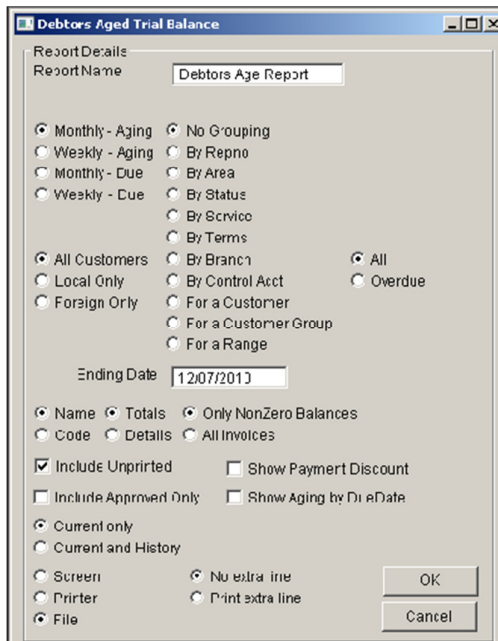 Debtors Aged Trial Balance
Report Details
Report Name Debtors Age Report
Monthly - Aging No Grouping
Weekly - Aging By Repno
Monthly - Due By Area
Weekly - Due By Status
By Service
By Terms
All Customers By Branch All
Local Only By Control Acct Overdue
Foreign Only For a Customer
For a Customer Group
For a Range
Ending Date 12/07/2010
Name Totals Only NonZero Balances
Code Details All Invoices
Include Unprinted Show Payment Discount
Include Approved Only Show Aging by DueDate
Current only
Current and History
Screen No extra line OK
Printer Print extra line
File Cancel